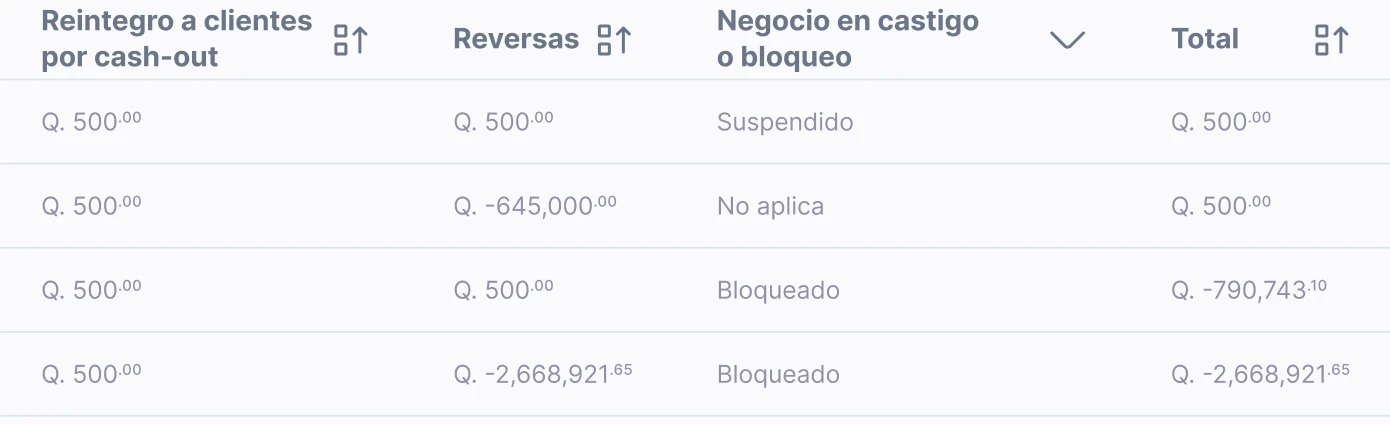 Reintegro a clientes por cash-out Reversas Negocio en castigo o bloqueo Total
Q. 500.00 Q. 500.00 Suspendido Q. 500.00
Q. 500.00 Q. -645,000.00 No aplica Q. 500.00
Q. 500.00 Q. 500.00 Bloqueado Q. -790,743.10
Q. 500.00 Q. -2,668,921.65 Bloqueado Q. -2,668,921.65